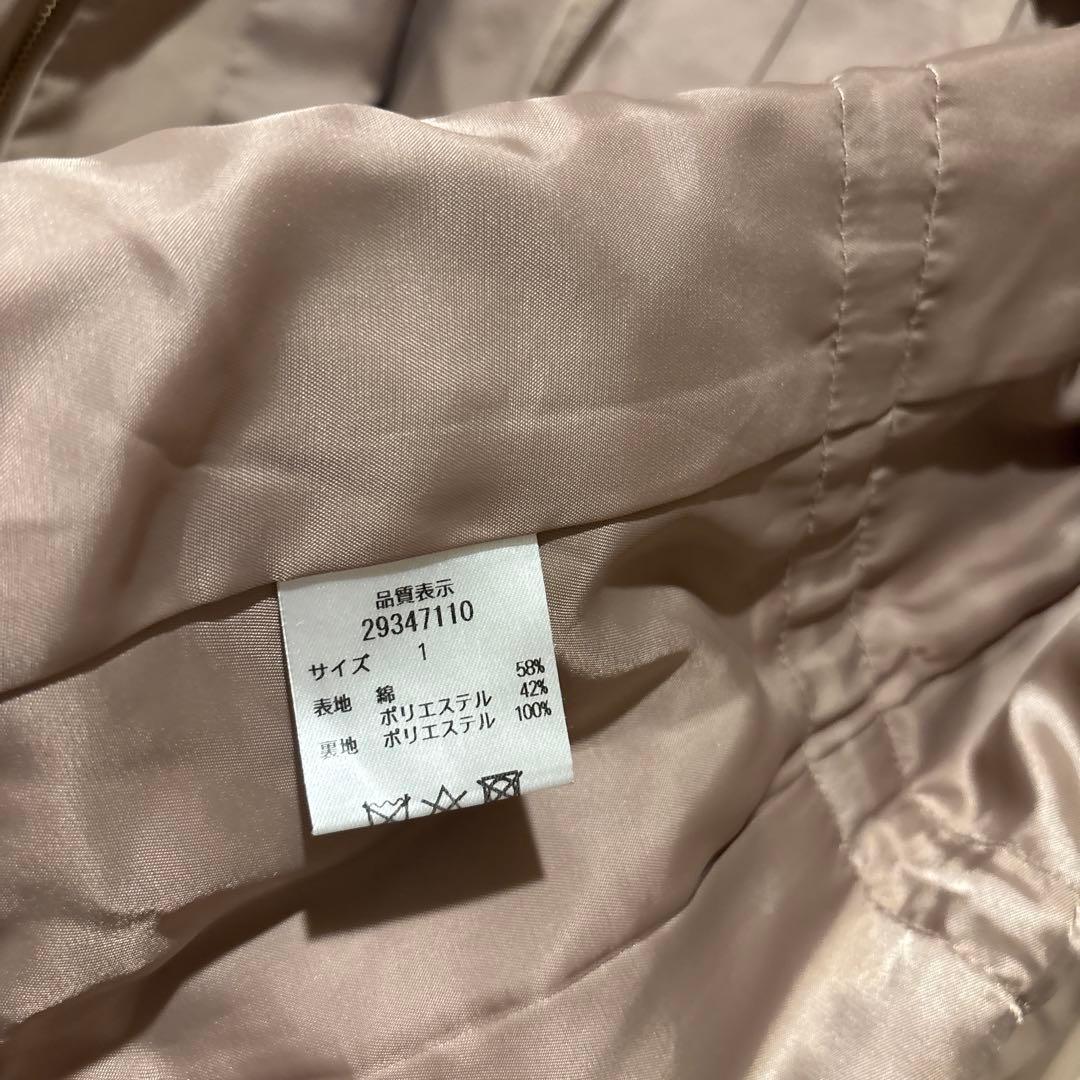 品質表示
29347110
サイズ 1
表地 綿 58%
ポリエステル 42%
裏地 ポリエステル 100%